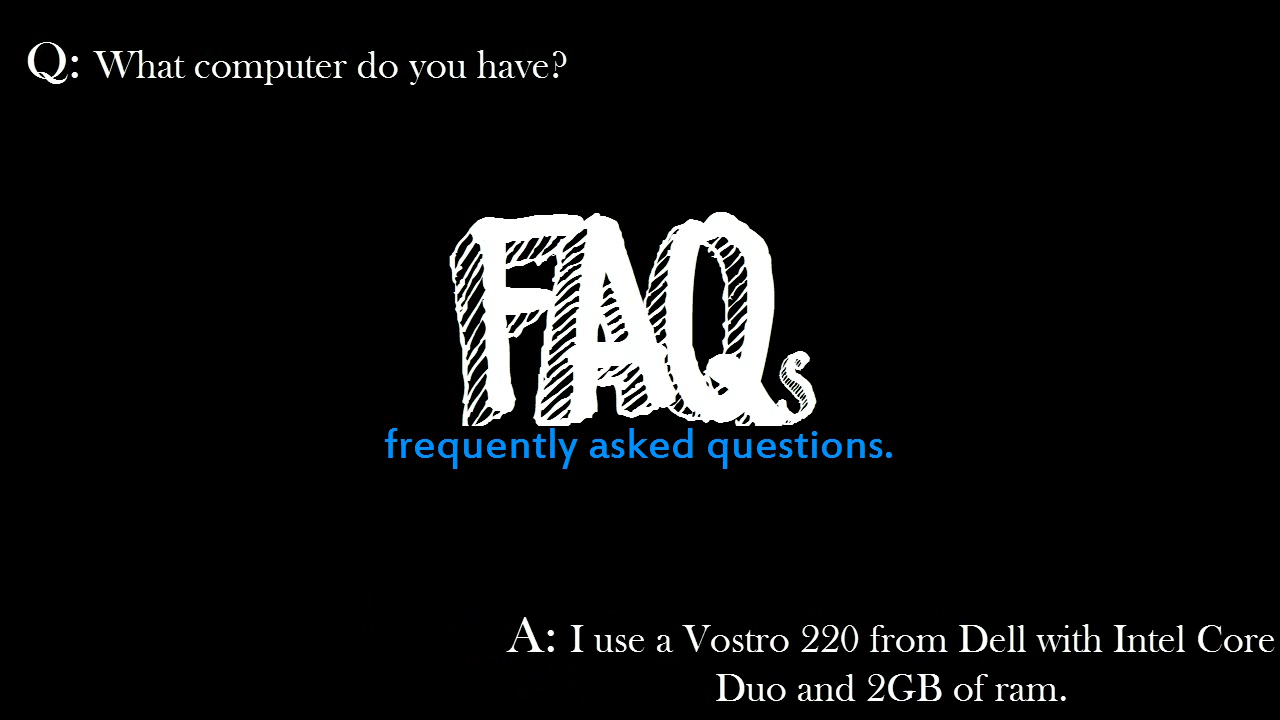 Q: What computer do you have?
FAQs
frequently asked questions.
A: I use a Vostro 220 from Dell with Intel Core
Duo and 2GB of ram.